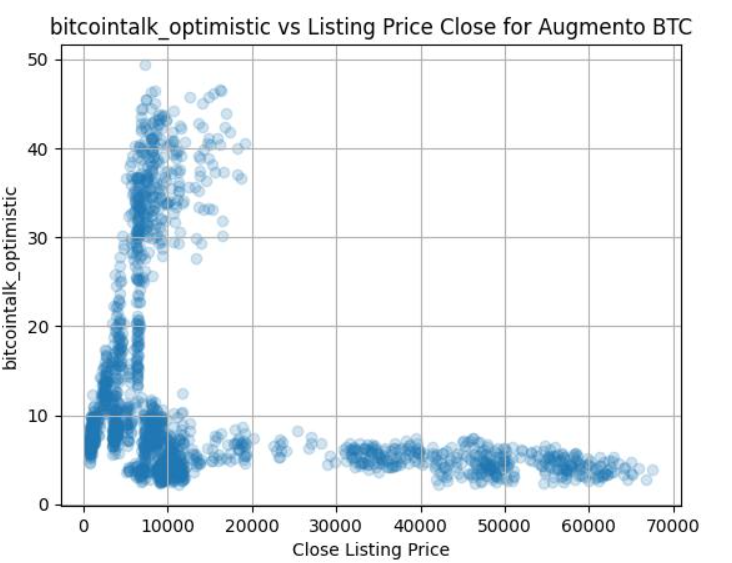 bitcointalk_optimistic vs Listing Price Close for Augmento BTC
50
40
30
20
10
0
bitcointalk_optimistic
0 10000 20000 30000 40000 50000 60000 70000
Close Listing Price